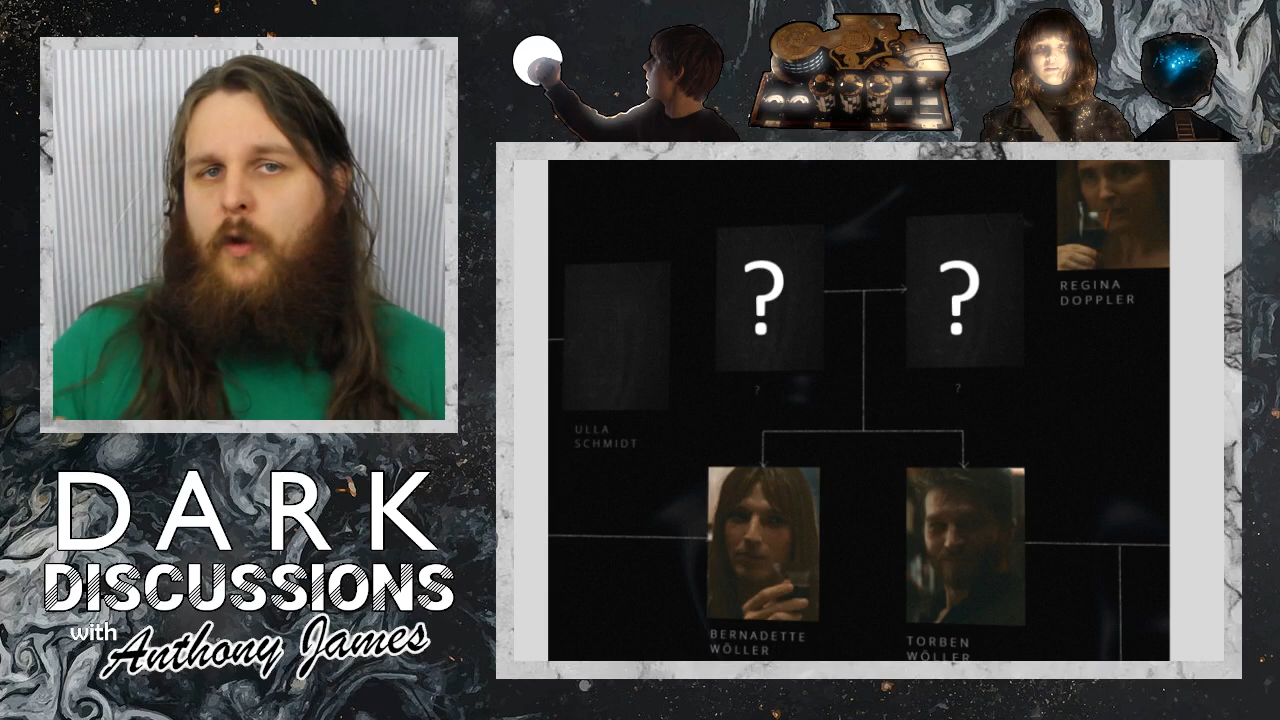 DARK
DISCUSSIONS
with Anthony James
?
?
REGINA
DOPPLER
?
?
ULLA
SCHMIDT
BERNADETTE
WÖLLER
TORBEN
WÖLLER